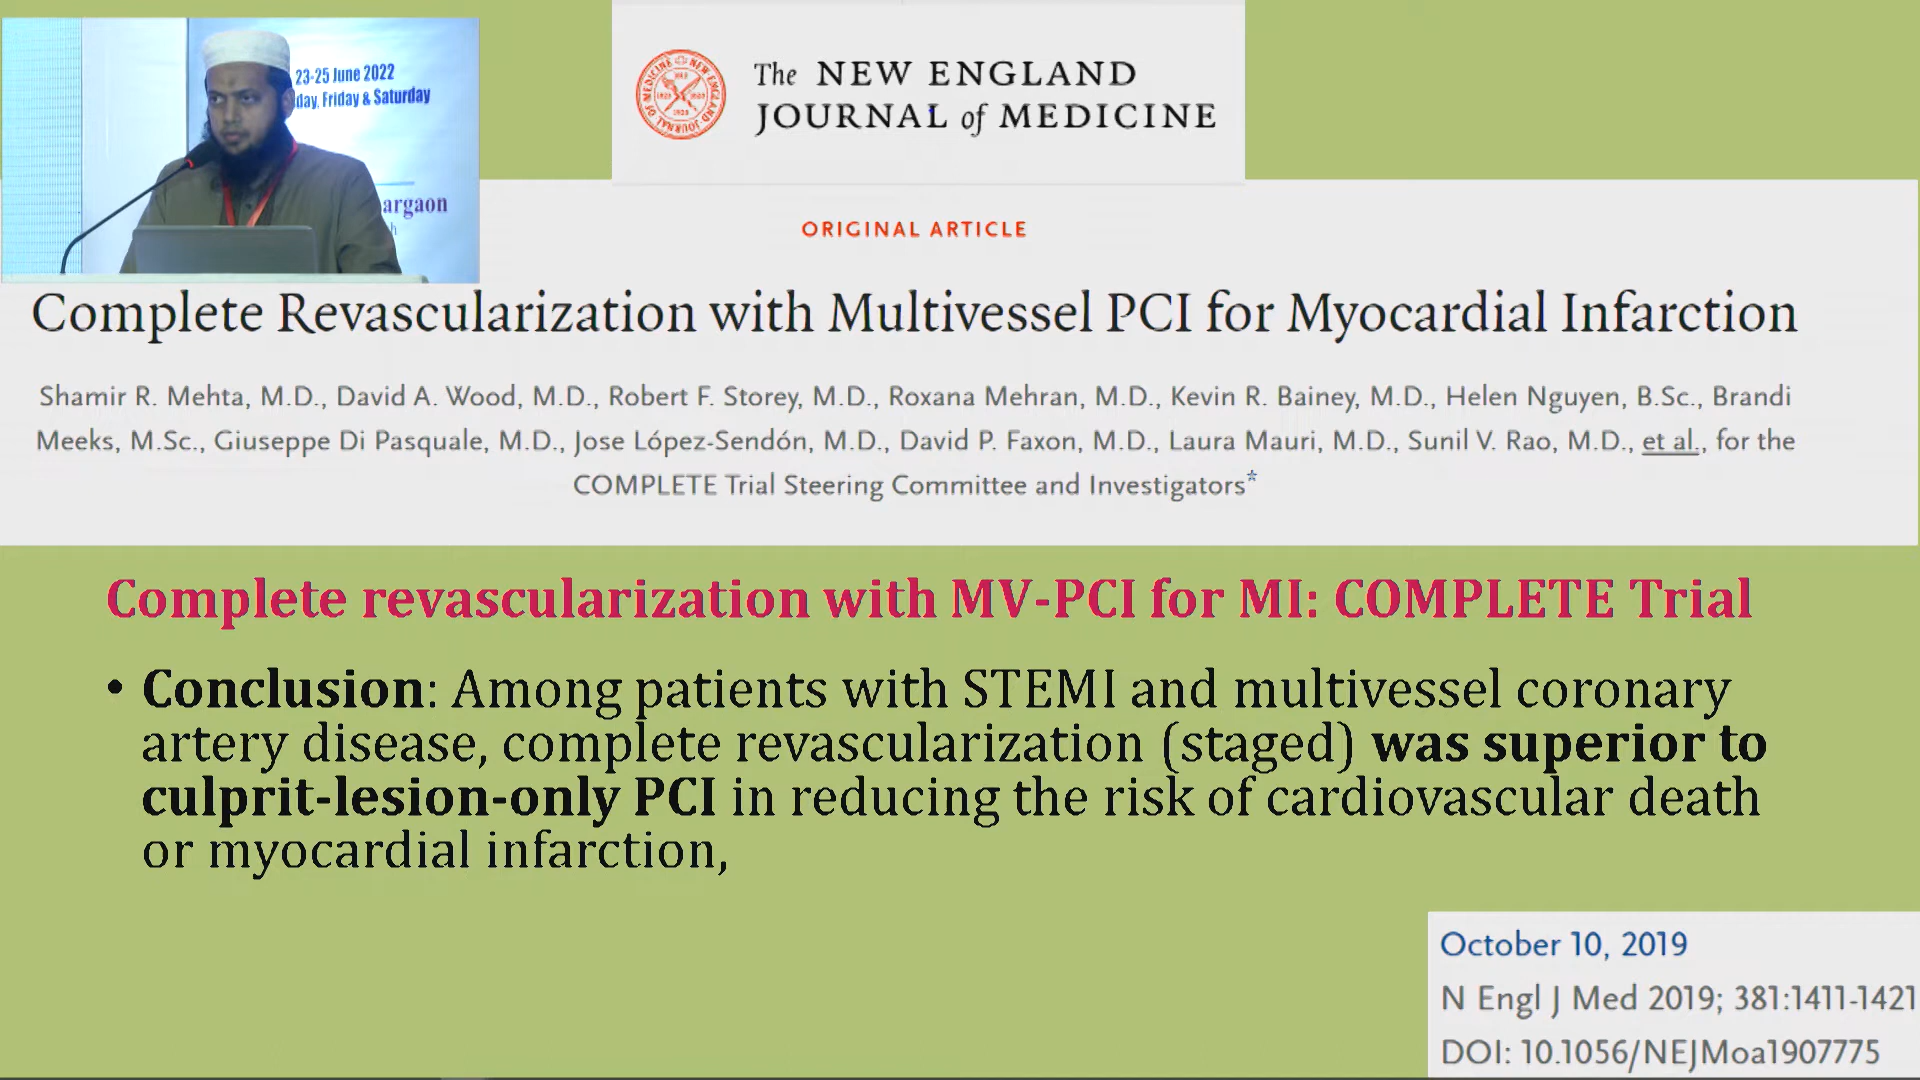 23-25 June 2022
day, Friday & Saturday
argaon
h
The NEW ENGLAND
JOURNAL of MEDICINE
ORIGINAL ARTICLE
Complete Revascularization with Multivessel PCI for Myocardial Infarction
Shamir R. Mehta, M.D., David A. Wood, M.D., Robert F. Storey, M.D., Roxana Mehran, M.D., Kevin R. Bainey, M.D., Helen Nguyen, B.Sc., Brandi
Meeks, M.Sc., Giuseppe Di Pasquale, M.D., Jose López-Sendón, M.D., David P. Faxon, M.D., Laura Mauri, M.D., Sunil V. Rao, M.D., et al., for the
COMPLETE Trial Steering Committee and Investigators*
Complete revascularization with MV-PCI for MI: COMPLETE Trial
• Conclusion: Among patients with STEMI and multivessel coronary
artery disease, complete revascularization (staged) was superior to
culprit-lesion-only PCI in reducing the risk of cardiovascular death
or myocardial infarction,
October 10, 2019
N Engl J Med 2019; 381:1411-1421
DOI: 10.1056/NEJMoa1907775